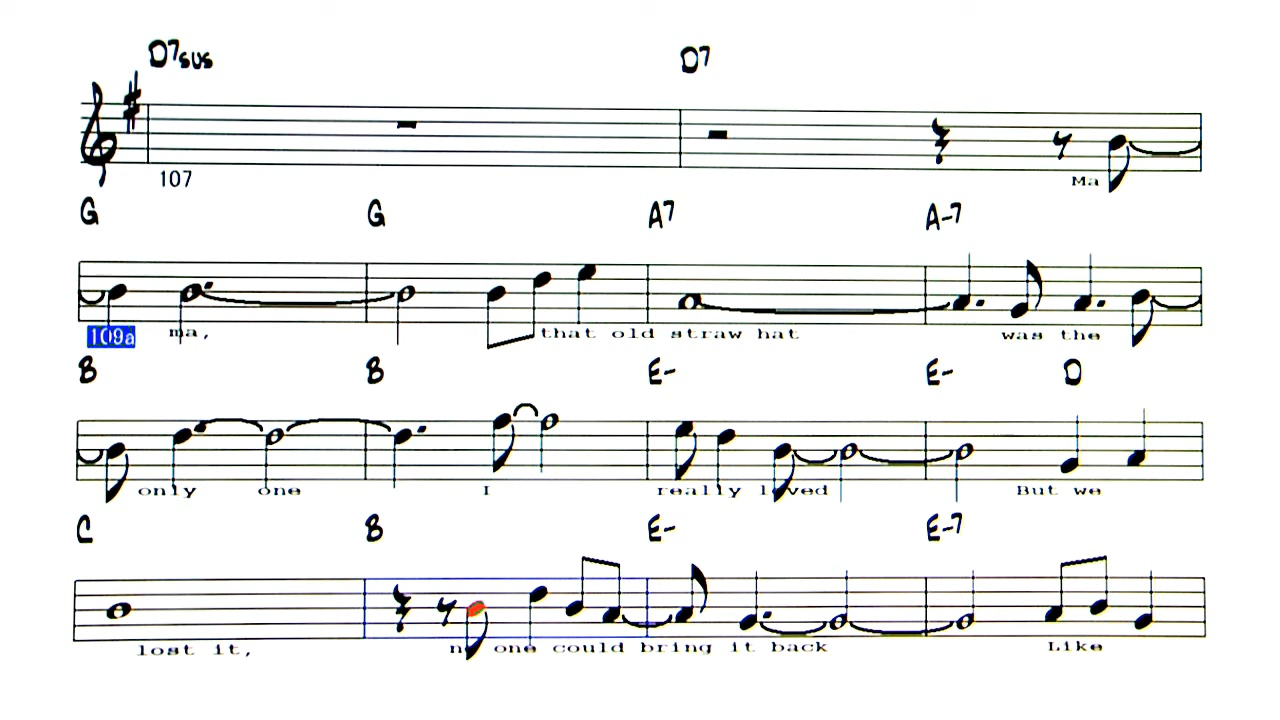 D7sus D7
107
Ma
G G A7 A-7
109a ma, that old straw hat was the
B B E- E- D
only one I really loved But we
C B E- E-7
lost it, no one could bring it back Like